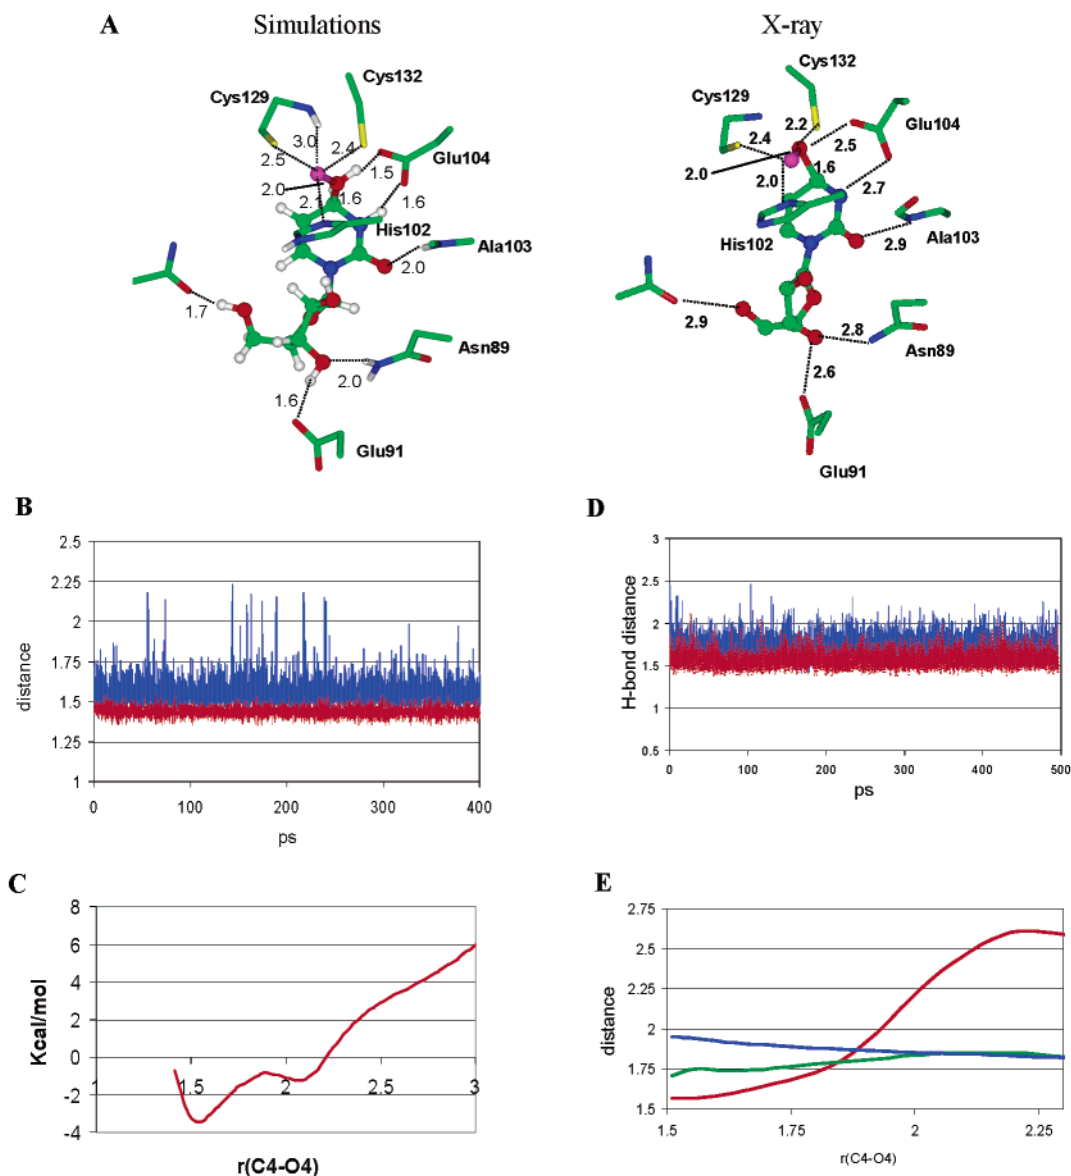 A
Simulations
X-ray
Cys132
Cys129
3.0
2.4
2.5
Glu104
2.0
1.5
1.6
2.1
1.6
His102
Ala103
2.0
1.7
Asn89
2.0
1.6
Glu91
Cys132
Cys129
2.2
2.4
Glu104
2.5
2.0
1.6
2.0
2.7
His102
Ala103
2.9
2.9
2.8
Asn89
2.6
Glu91
B
2.5
2.25
2
1.75
1.5
1.25
1
distance
0 100 200 300 400
ps
D
3
2.5
2
1.5
1
0.5
H-bond distance
0 100 200 300 400 500
ps
C
8
6
4
2
0
-2
-4
Kcal/mol
1 1.5 2 2.5 3
r(C4-O4)
E
2.75
2.5
2.25
2
1.75
1.5
distance
1.5 1.75 2 2.25
r(C4-O4)